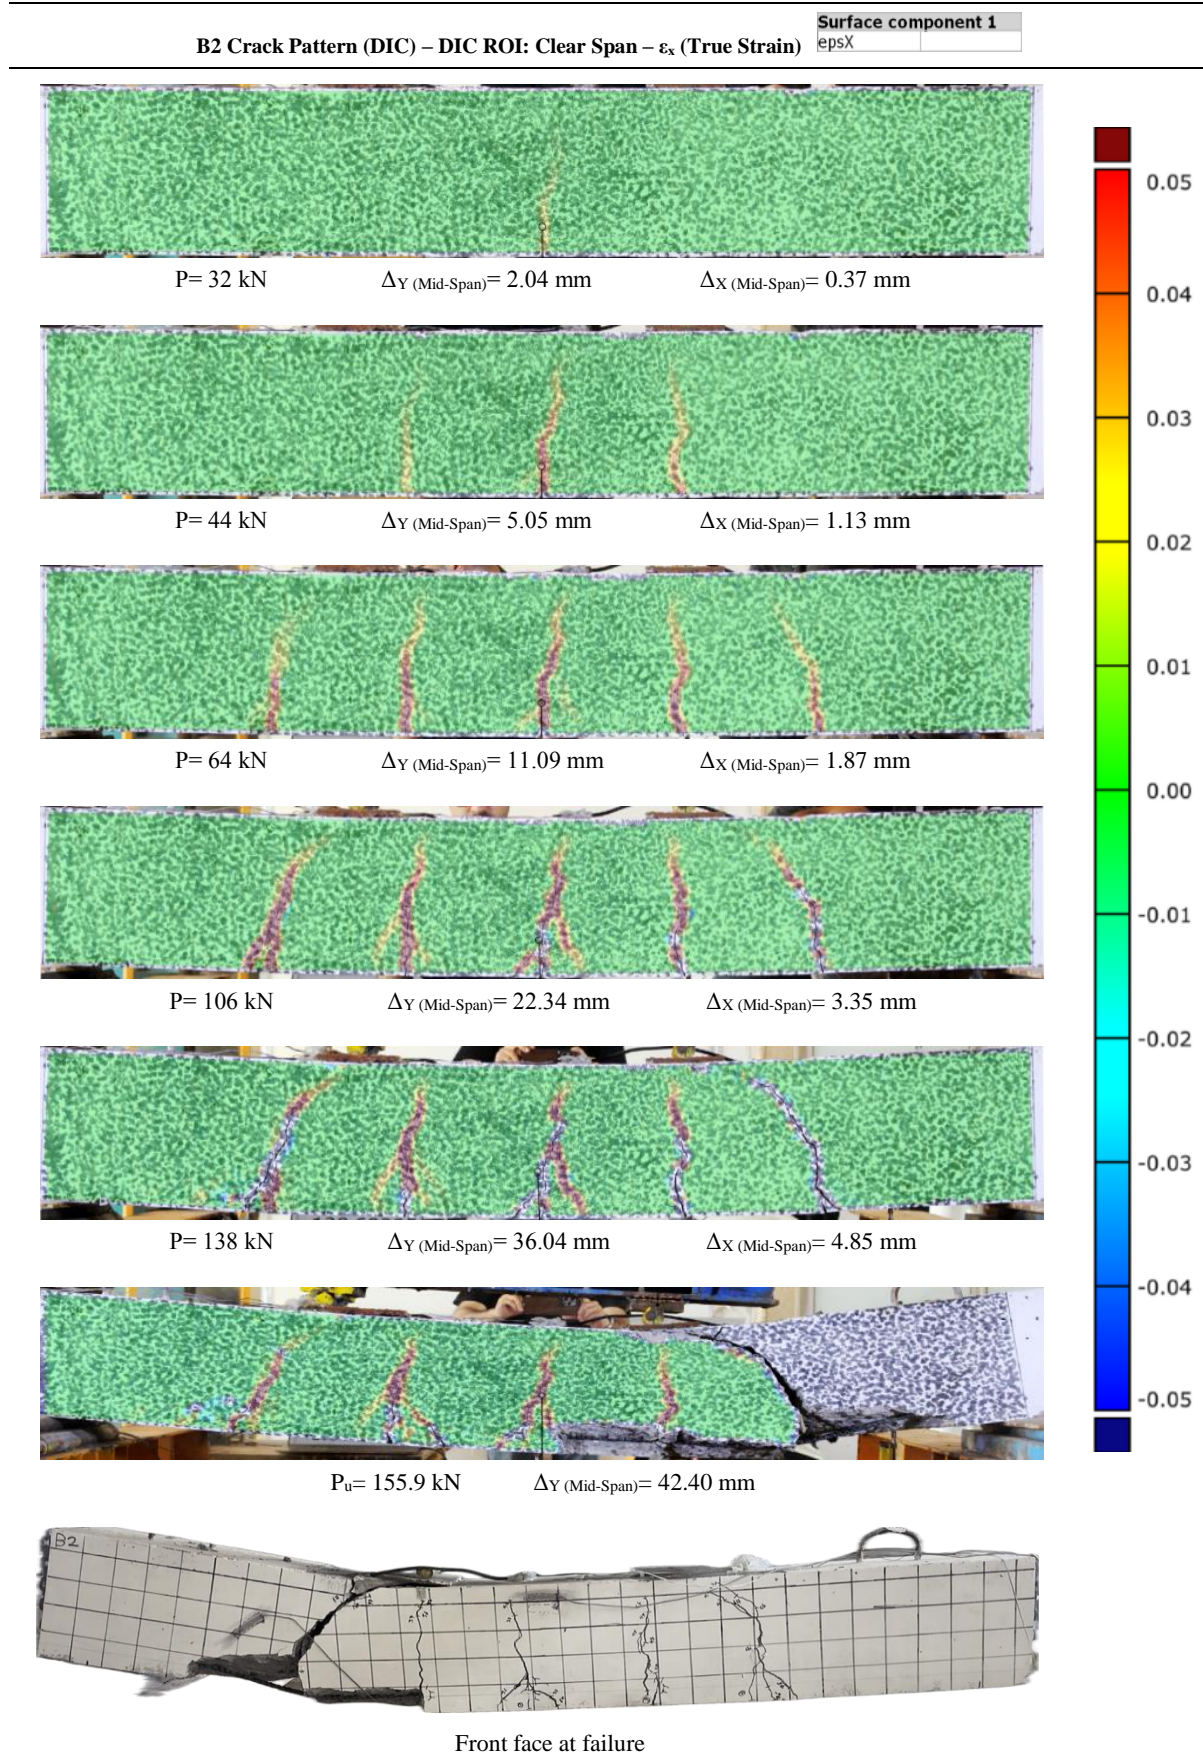 Surface component 1
epsX
B2 Crack Pattern (DIC) – DIC ROI: Clear Span – εₓ (True Strain)
P= 32 kN ΔY (Mid-Span)= 2.04 mm ΔX (Mid-Span)= 0.37 mm
P= 44 kN ΔY (Mid-Span)= 5.05 mm ΔX (Mid-Span)= 1.13 mm
P= 64 kN ΔY (Mid-Span)= 11.09 mm ΔX (Mid-Span)= 1.87 mm
P= 106 kN ΔY (Mid-Span)= 22.34 mm ΔX (Mid-Span)= 3.35 mm
P= 138 kN ΔY (Mid-Span)= 36.04 mm ΔX (Mid-Span)= 4.85 mm
Pu= 155.9 kN ΔY (Mid-Span)= 42.40 mm
0.05
0.04
0.03
0.02
0.01
0.00
-0.01
-0.02
-0.03
-0.04
-0.05
B2
Front face at failure